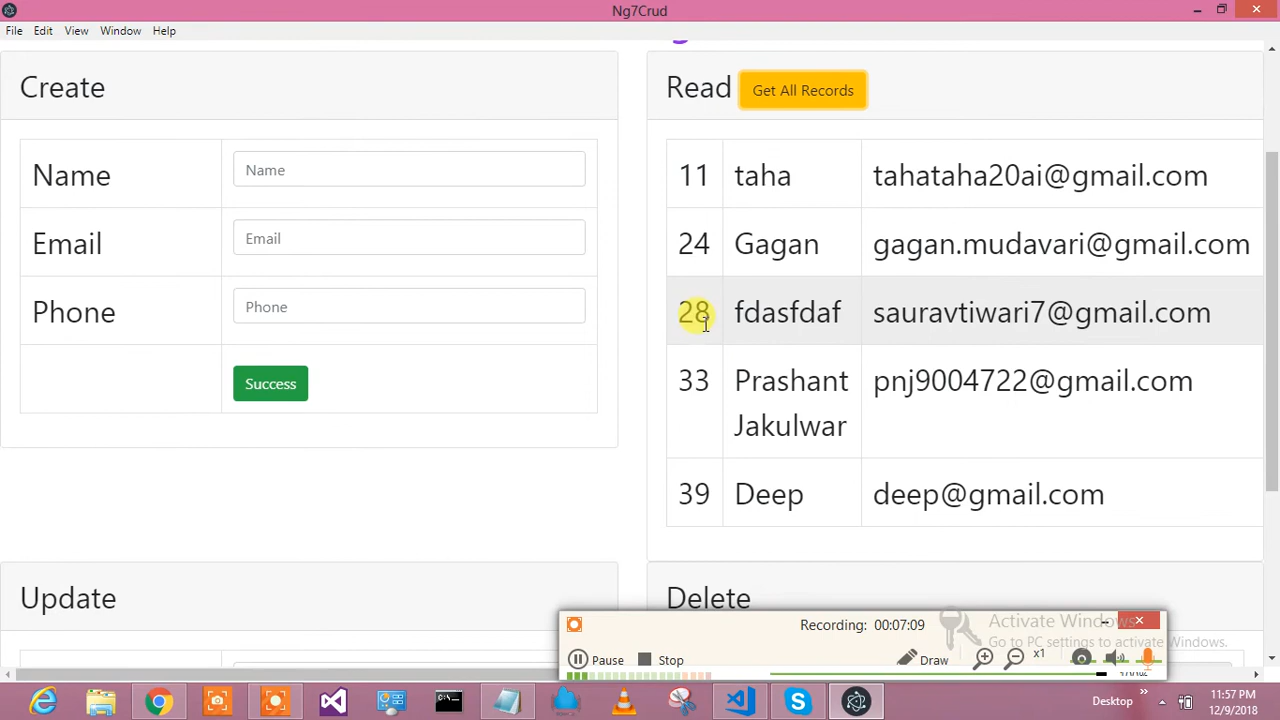 Ng7Crud
File Edit View Window Help
Create
Name Name
Email Email
Phone Phone
Success
Read Get All Records
11 taha tahataha20ai@gmail.com
24 Gagan gagan.mudavari@gmail.com
28 fdasfdaf sauravtiwari7@gmail.com
33 Prashant pnj9004722@gmail.com
Jakulwar
39 Deep deep@gmail.com
Update
Delete
Recording: 00:07:09
Activate Windows
Go to PC settings to activate Windows.
Pause Stop Draw x1
Desktop
11:57 PM
12/9/2018